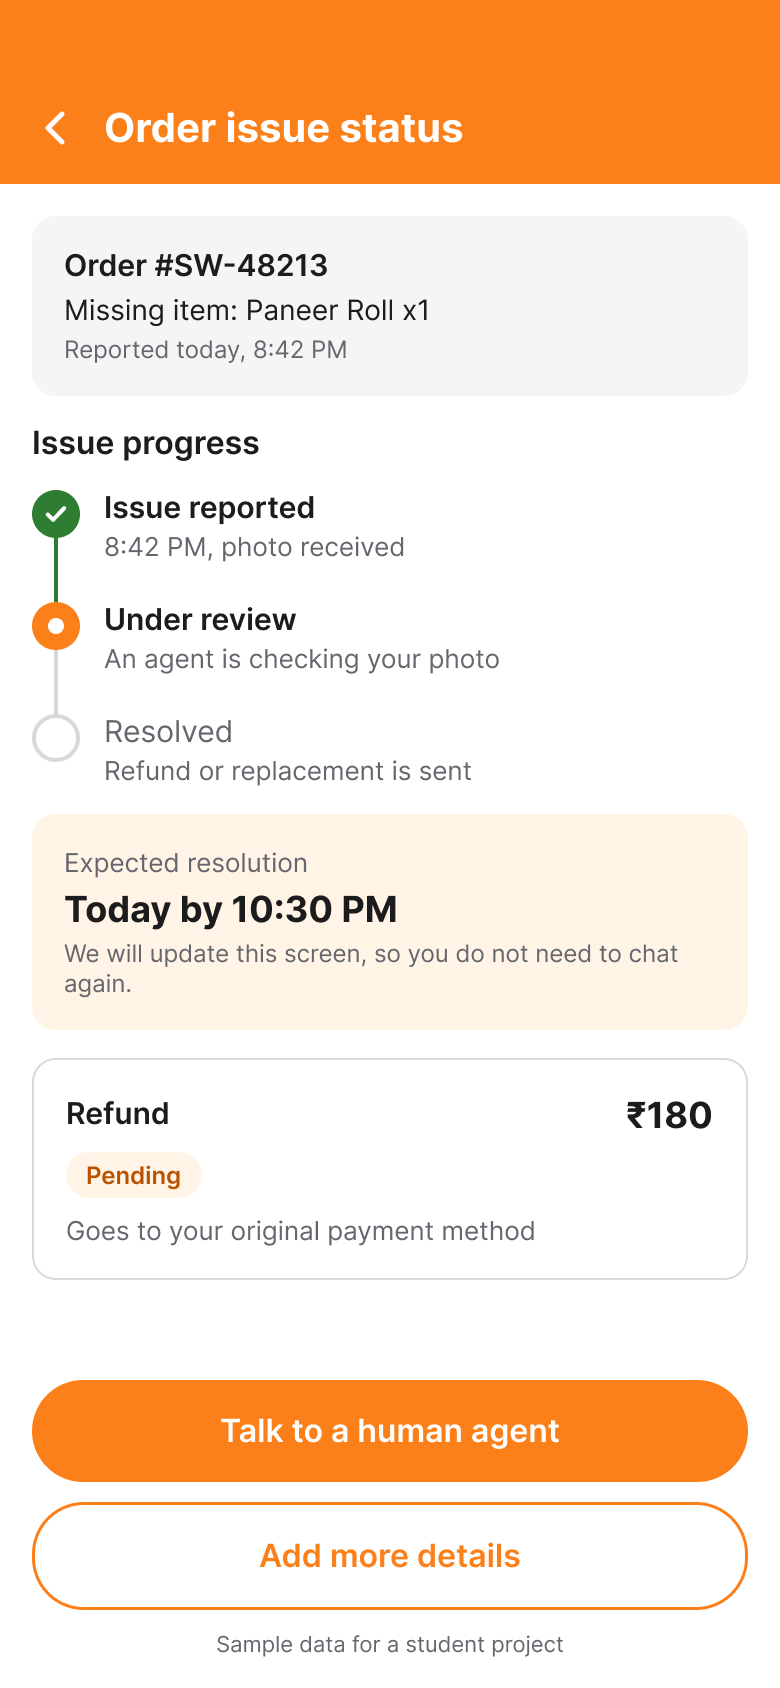 Order issue status
Order #SW-48213
Missing item: Paneer Roll x1
Reported today, 8:42 PM
Issue progress
Issue reported
8:42 PM, photo received
Under review
An agent is checking your photo
Resolved
Refund or replacement is sent
Expected resolution
Today by 10:30 PM
We will update this screen, so you do not need to chat
again.
Refund ₹180
Pending
Goes to your original payment method
Talk to a human agent
Add more details
Sample data for a student project